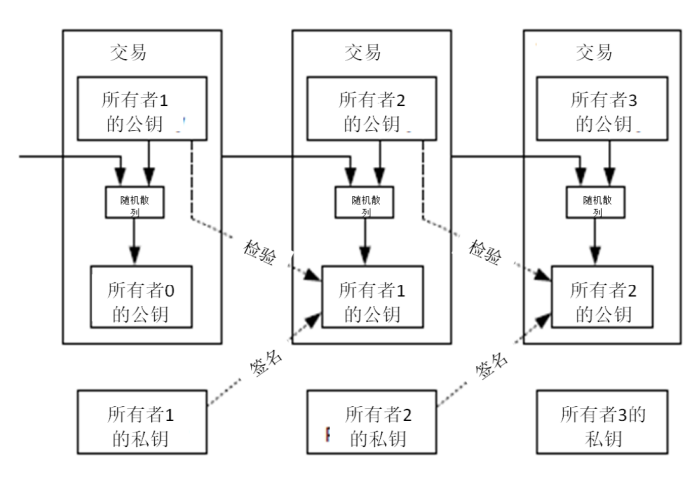 交易
所有者1
的公钥
随机散
列
所有者0
的公钥
交易
所有者2
的公钥
随机散
列
所有者1
的公钥
交易
所有者3
的公钥
随机散
列
所有者2
的公钥
检验
检验
签名
签名
所有者1
的私钥
所有者2
的私钥
所有者3的
私钥